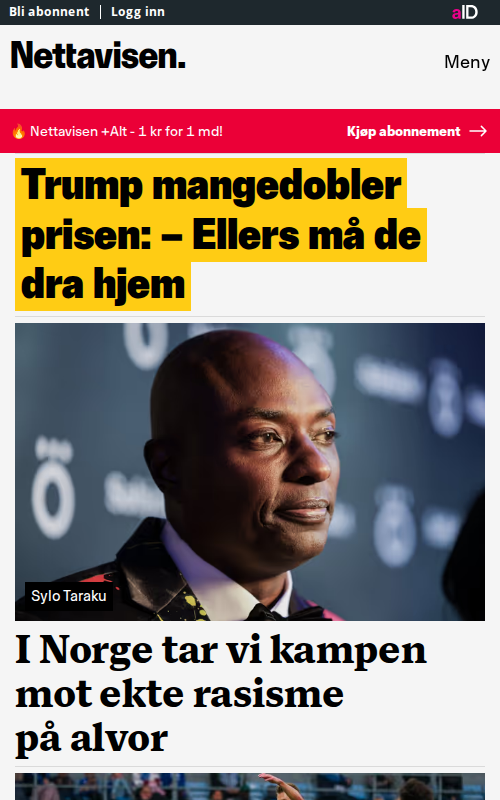 Bli abonnent
Logg inn
aID
Nettavisen.
Meny
Nettavisen +Alt - 1 kr for 1 md!
Kjøp abonnement
Trump mangedobler
prisen: – Ellers må de
dra hjem
Sylo Taraku
I Norge tar vi kampen
mot ekte rasisme
på alvor